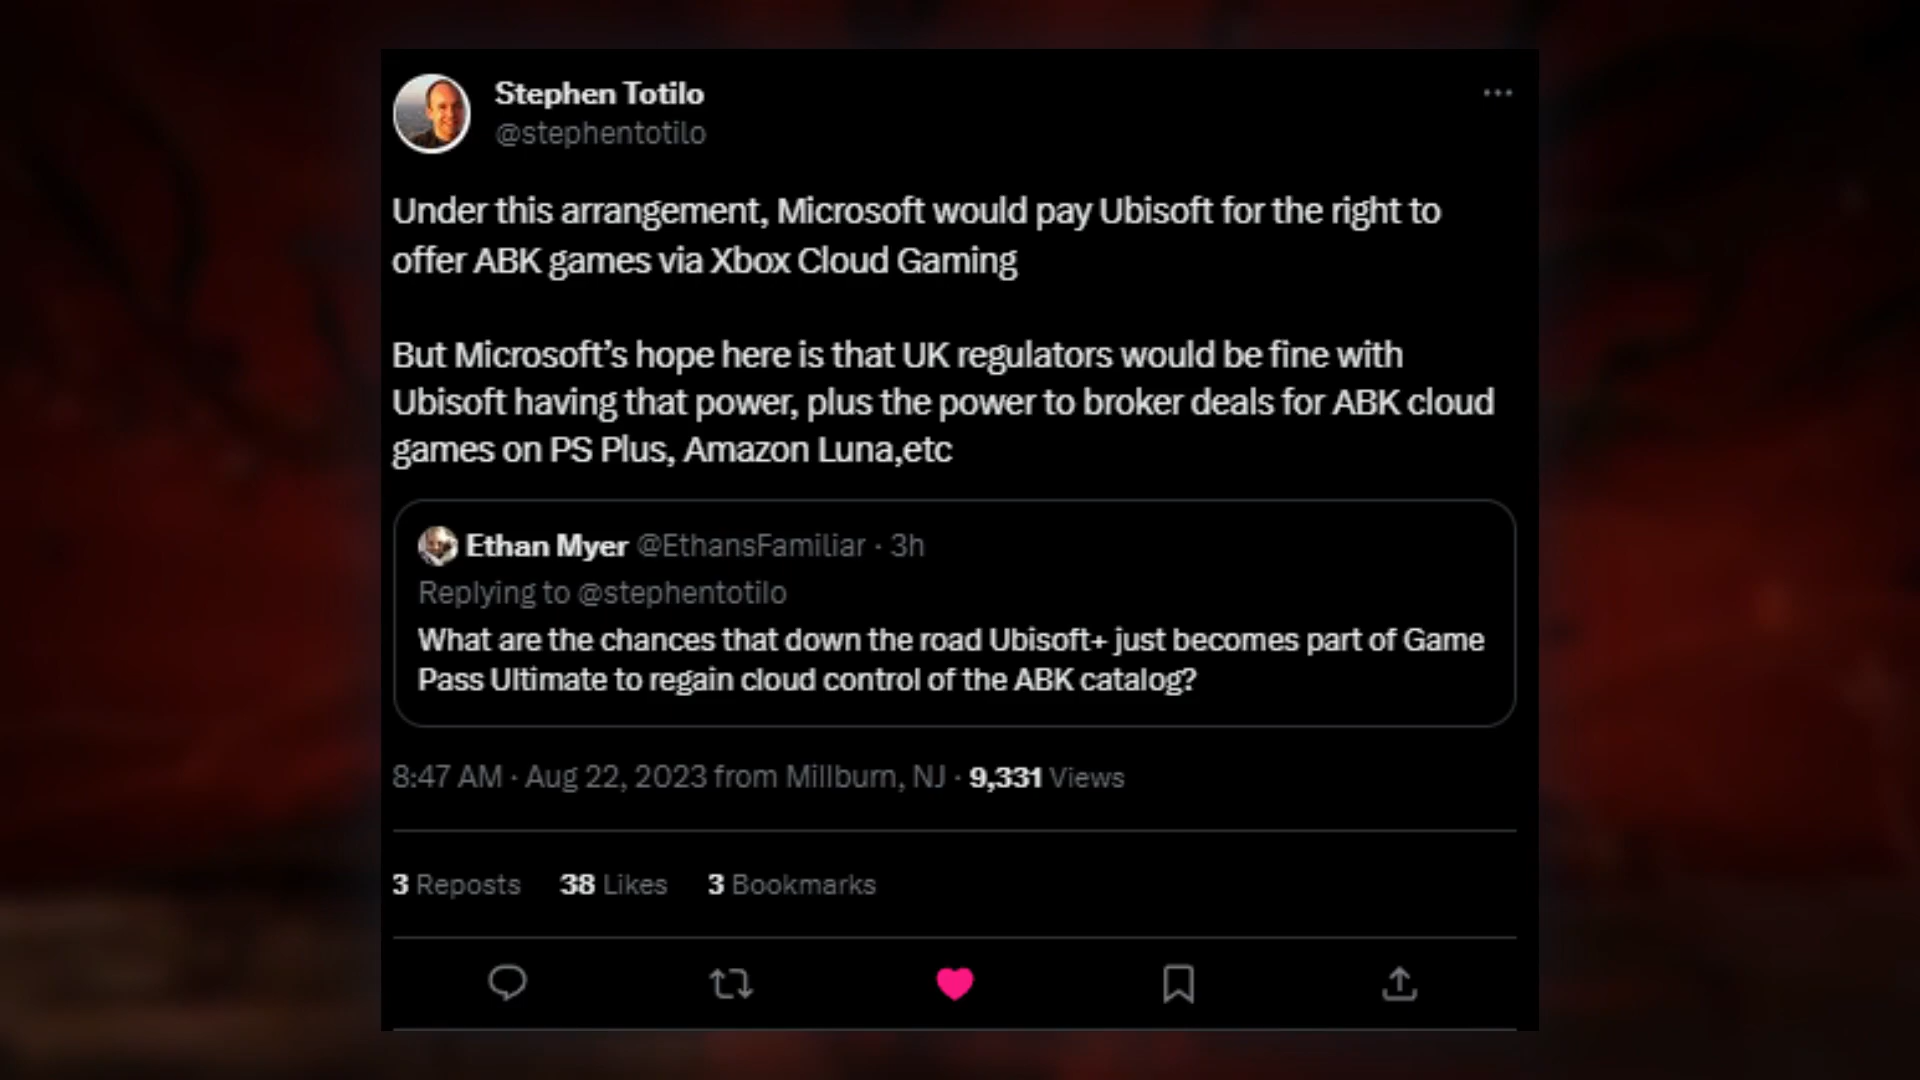 Stephen Totilo
@stephentotilo
Under this arrangement, Microsoft would pay Ubisoft for the right to
offer ABK games via Xbox Cloud Gaming
But Microsoft’s hope here is that UK regulators would be fine with
Ubisoft having that power, plus the power to broker deals for ABK cloud
games on PS Plus, Amazon Luna,etc
Ethan Myer @EthansFamiliar · 3h
Replying to @stephentotilo
What are the chances that down the road Ubisoft+ just becomes part of Game
Pass Ultimate to regain cloud control of the ABK catalog?
8:47 AM · Aug 22, 2023 from Millburn, NJ · 9,331 Views
3 Reposts 38 Likes 3 Bookmarks